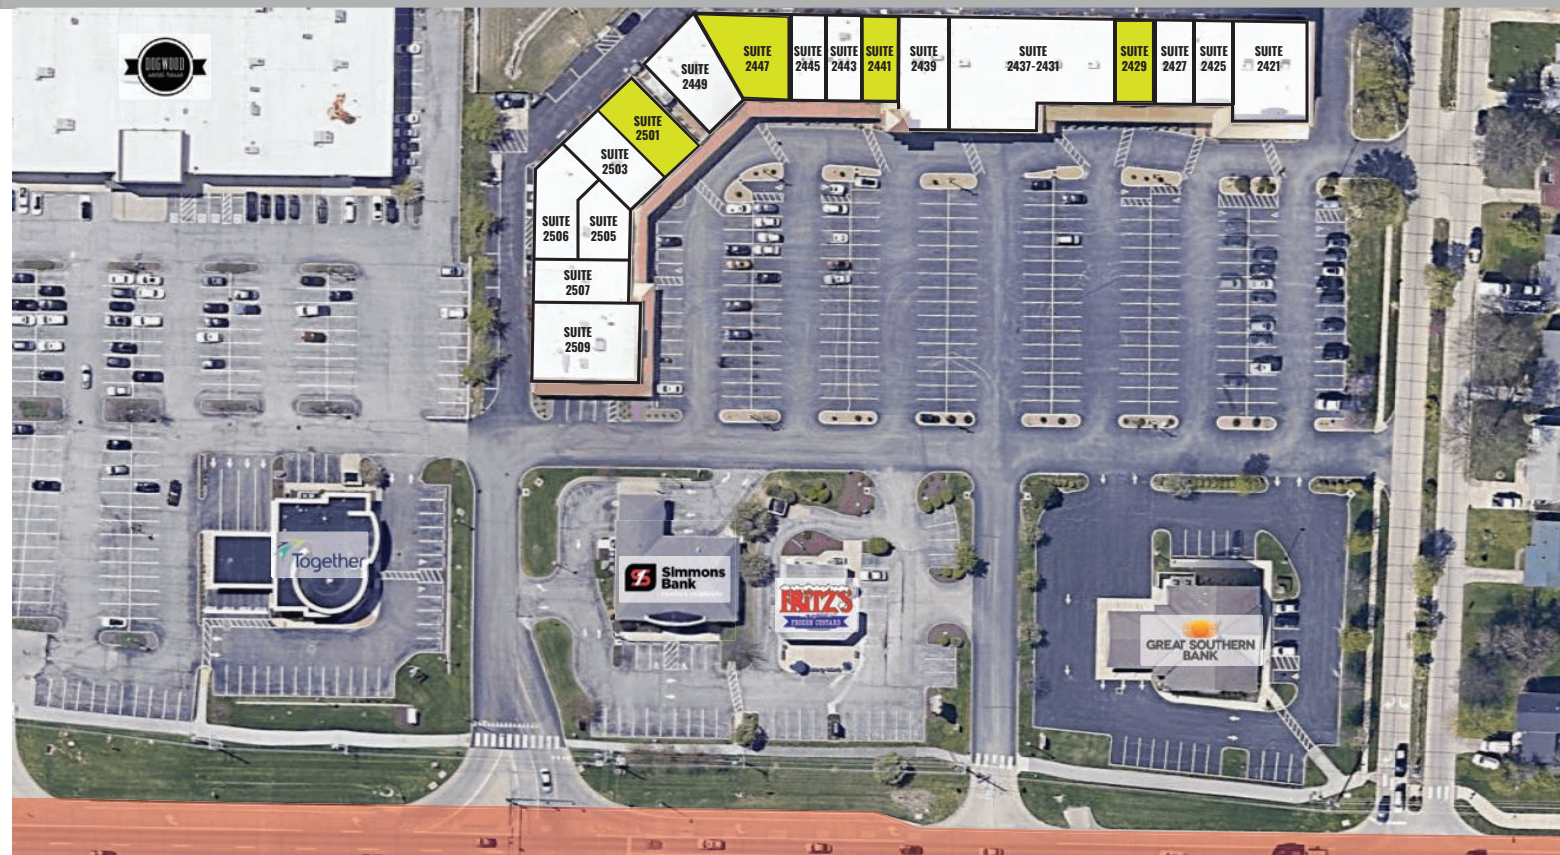 DOGWOOD
SUITE
2447
SUITE
2445
SUITE
2443
SUITE
2441
SUITE
2439
SUITE
2437-2431
SUITE
2429
SUITE
2427
SUITE
2425
SUITE
2421
SUITE
2449
SUITE
2501
SUITE
2503
SUITE
2506
SUITE
2505
SUITE
2507
SUITE
2509
Together
Simmons
Bank
FRITZ'S
FROZEN CUSTARD
GREAT SOUTHERN
BANK